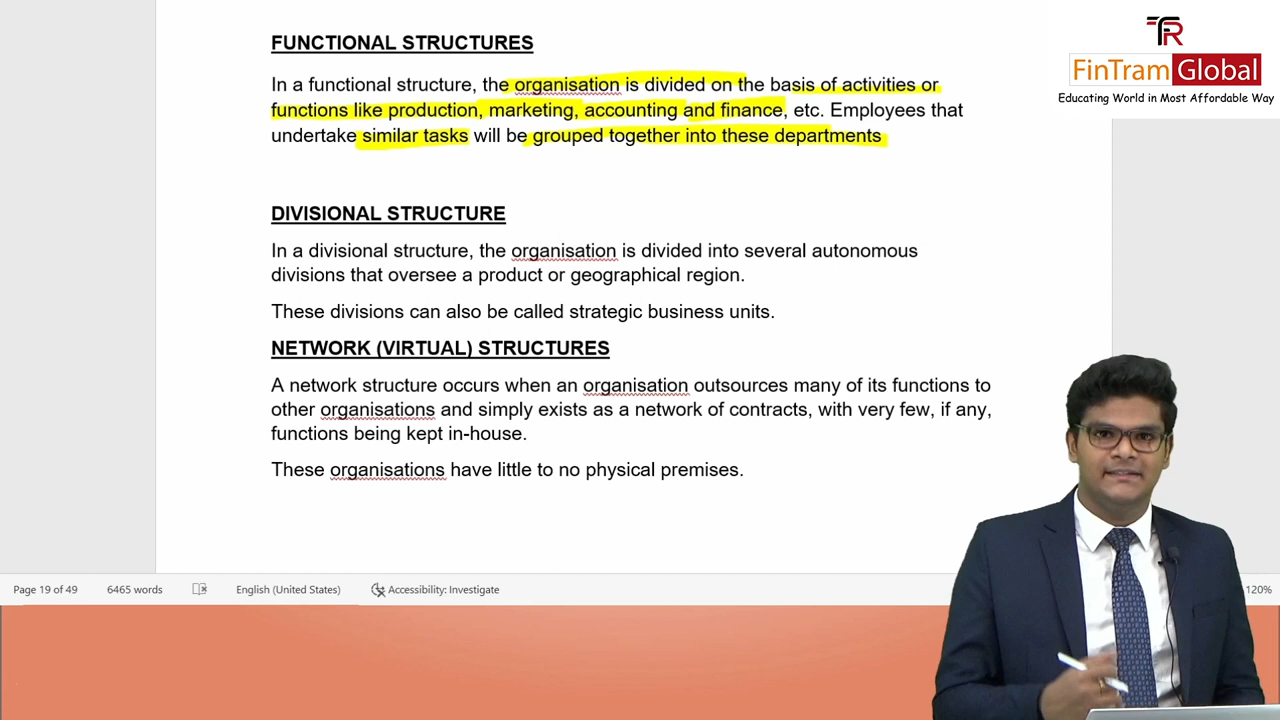 FUNCTIONAL STRUCTURES
In a functional structure, the organisation is divided on the basis of activities or
functions like production, marketing, accounting and finance, etc. Employees that
undertake similar tasks will be grouped together into these departments
DIVISIONAL STRUCTURE
In a divisional structure, the organisation is divided into several autonomous
divisions that oversee a product or geographical region.
These divisions can also be called strategic business units.
NETWORK (VIRTUAL) STRUCTURES
A network structure occurs when an organisation outsources many of its functions to
other organisations and simply exists as a network of contracts, with very few, if any,
functions being kept in-house.
These organisations have little to no physical premises.
Page 19 of 49 6465 words English (United States) Accessibility: Investigate 120%
TR
FinTram Global
Educating World in Most Affordable Way